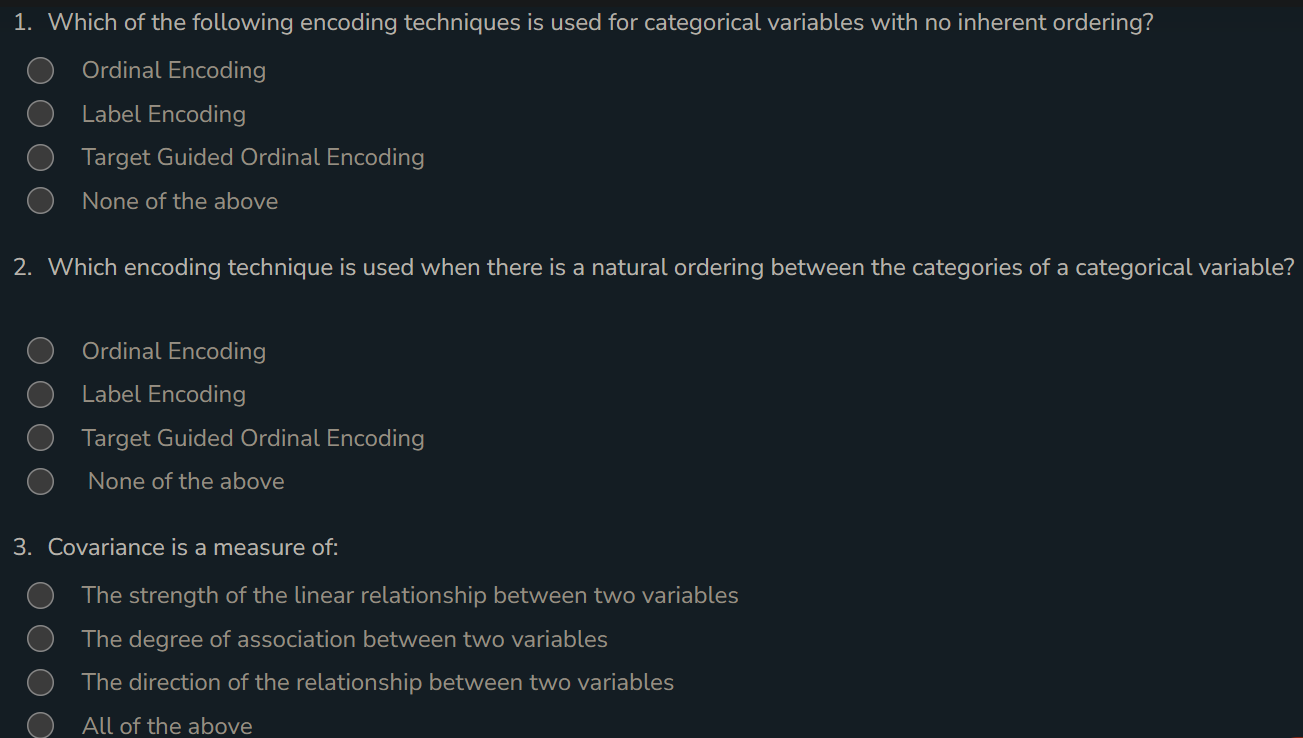 1. Which of the following encoding techniques is used for categorical variables with no inherent ordering?
Ordinal Encoding
Label Encoding
Target Guided Ordinal Encoding
None of the above
2. Which encoding technique is used when there is a natural ordering between the categories of a categorical variable?
Ordinal Encoding
Label Encoding
Target Guided Ordinal Encoding
None of the above
3. Covariance is a measure of:
The strength of the linear relationship between two variables
The degree of association between two variables
The direction of the relationship between two variables
All of the above